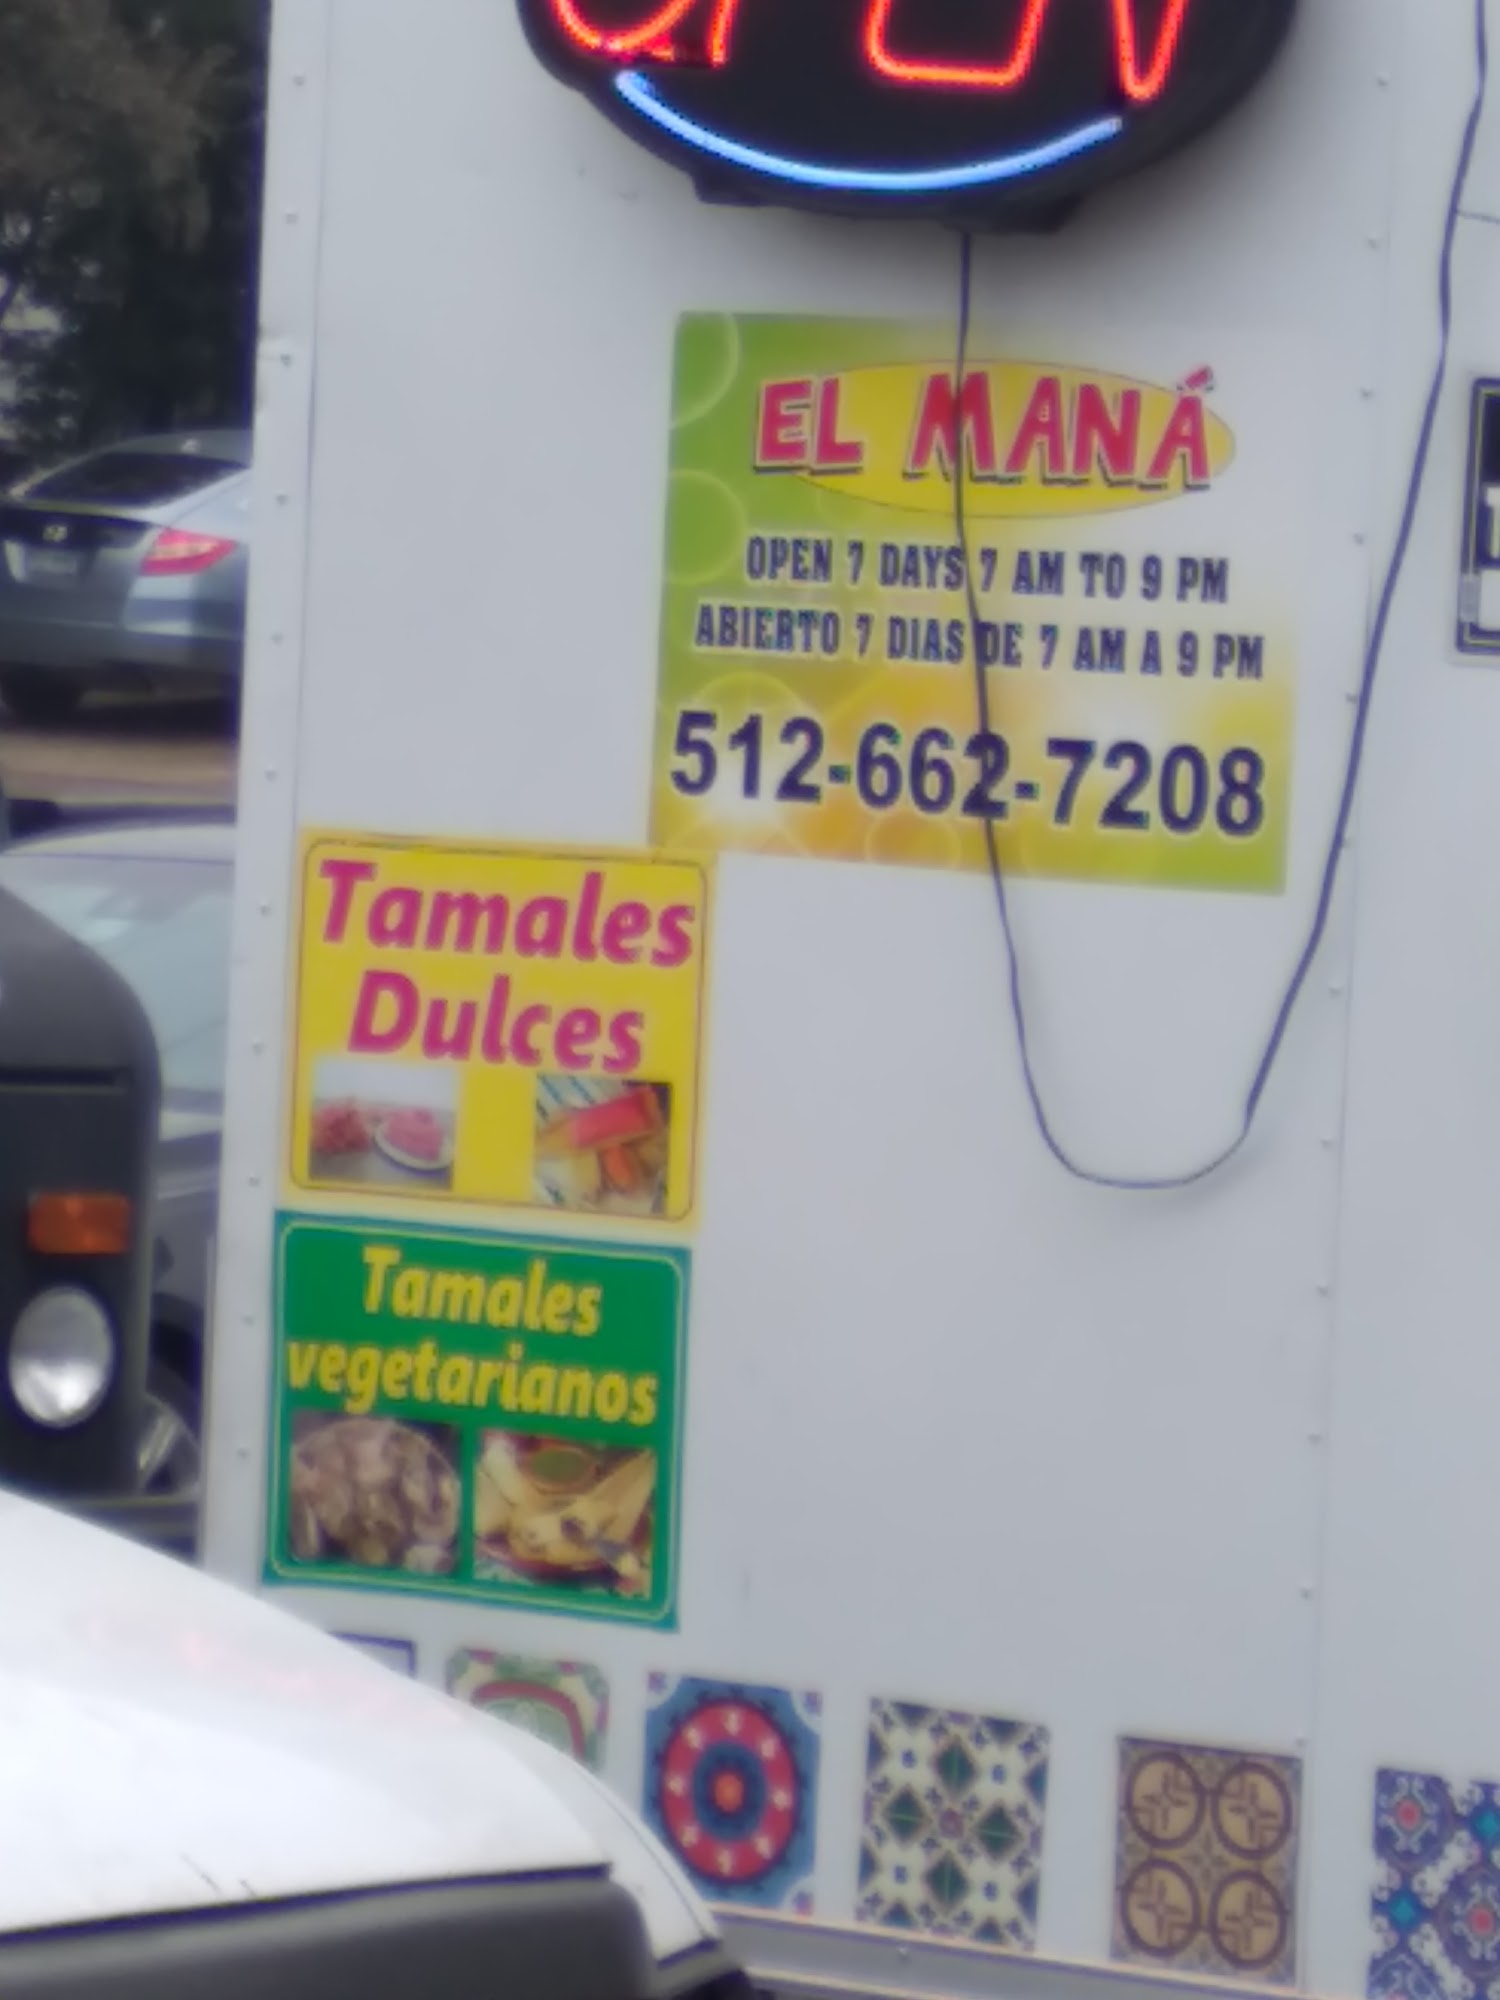 OPEN
EL MANÁ
OPEN 7 DAYS 7 AM TO 9 PM
ABIERTO 7 DIAS DE 7 AM A 9 PM
512-662-7208
Tamales
Dulces
Tamales
vegetarianos